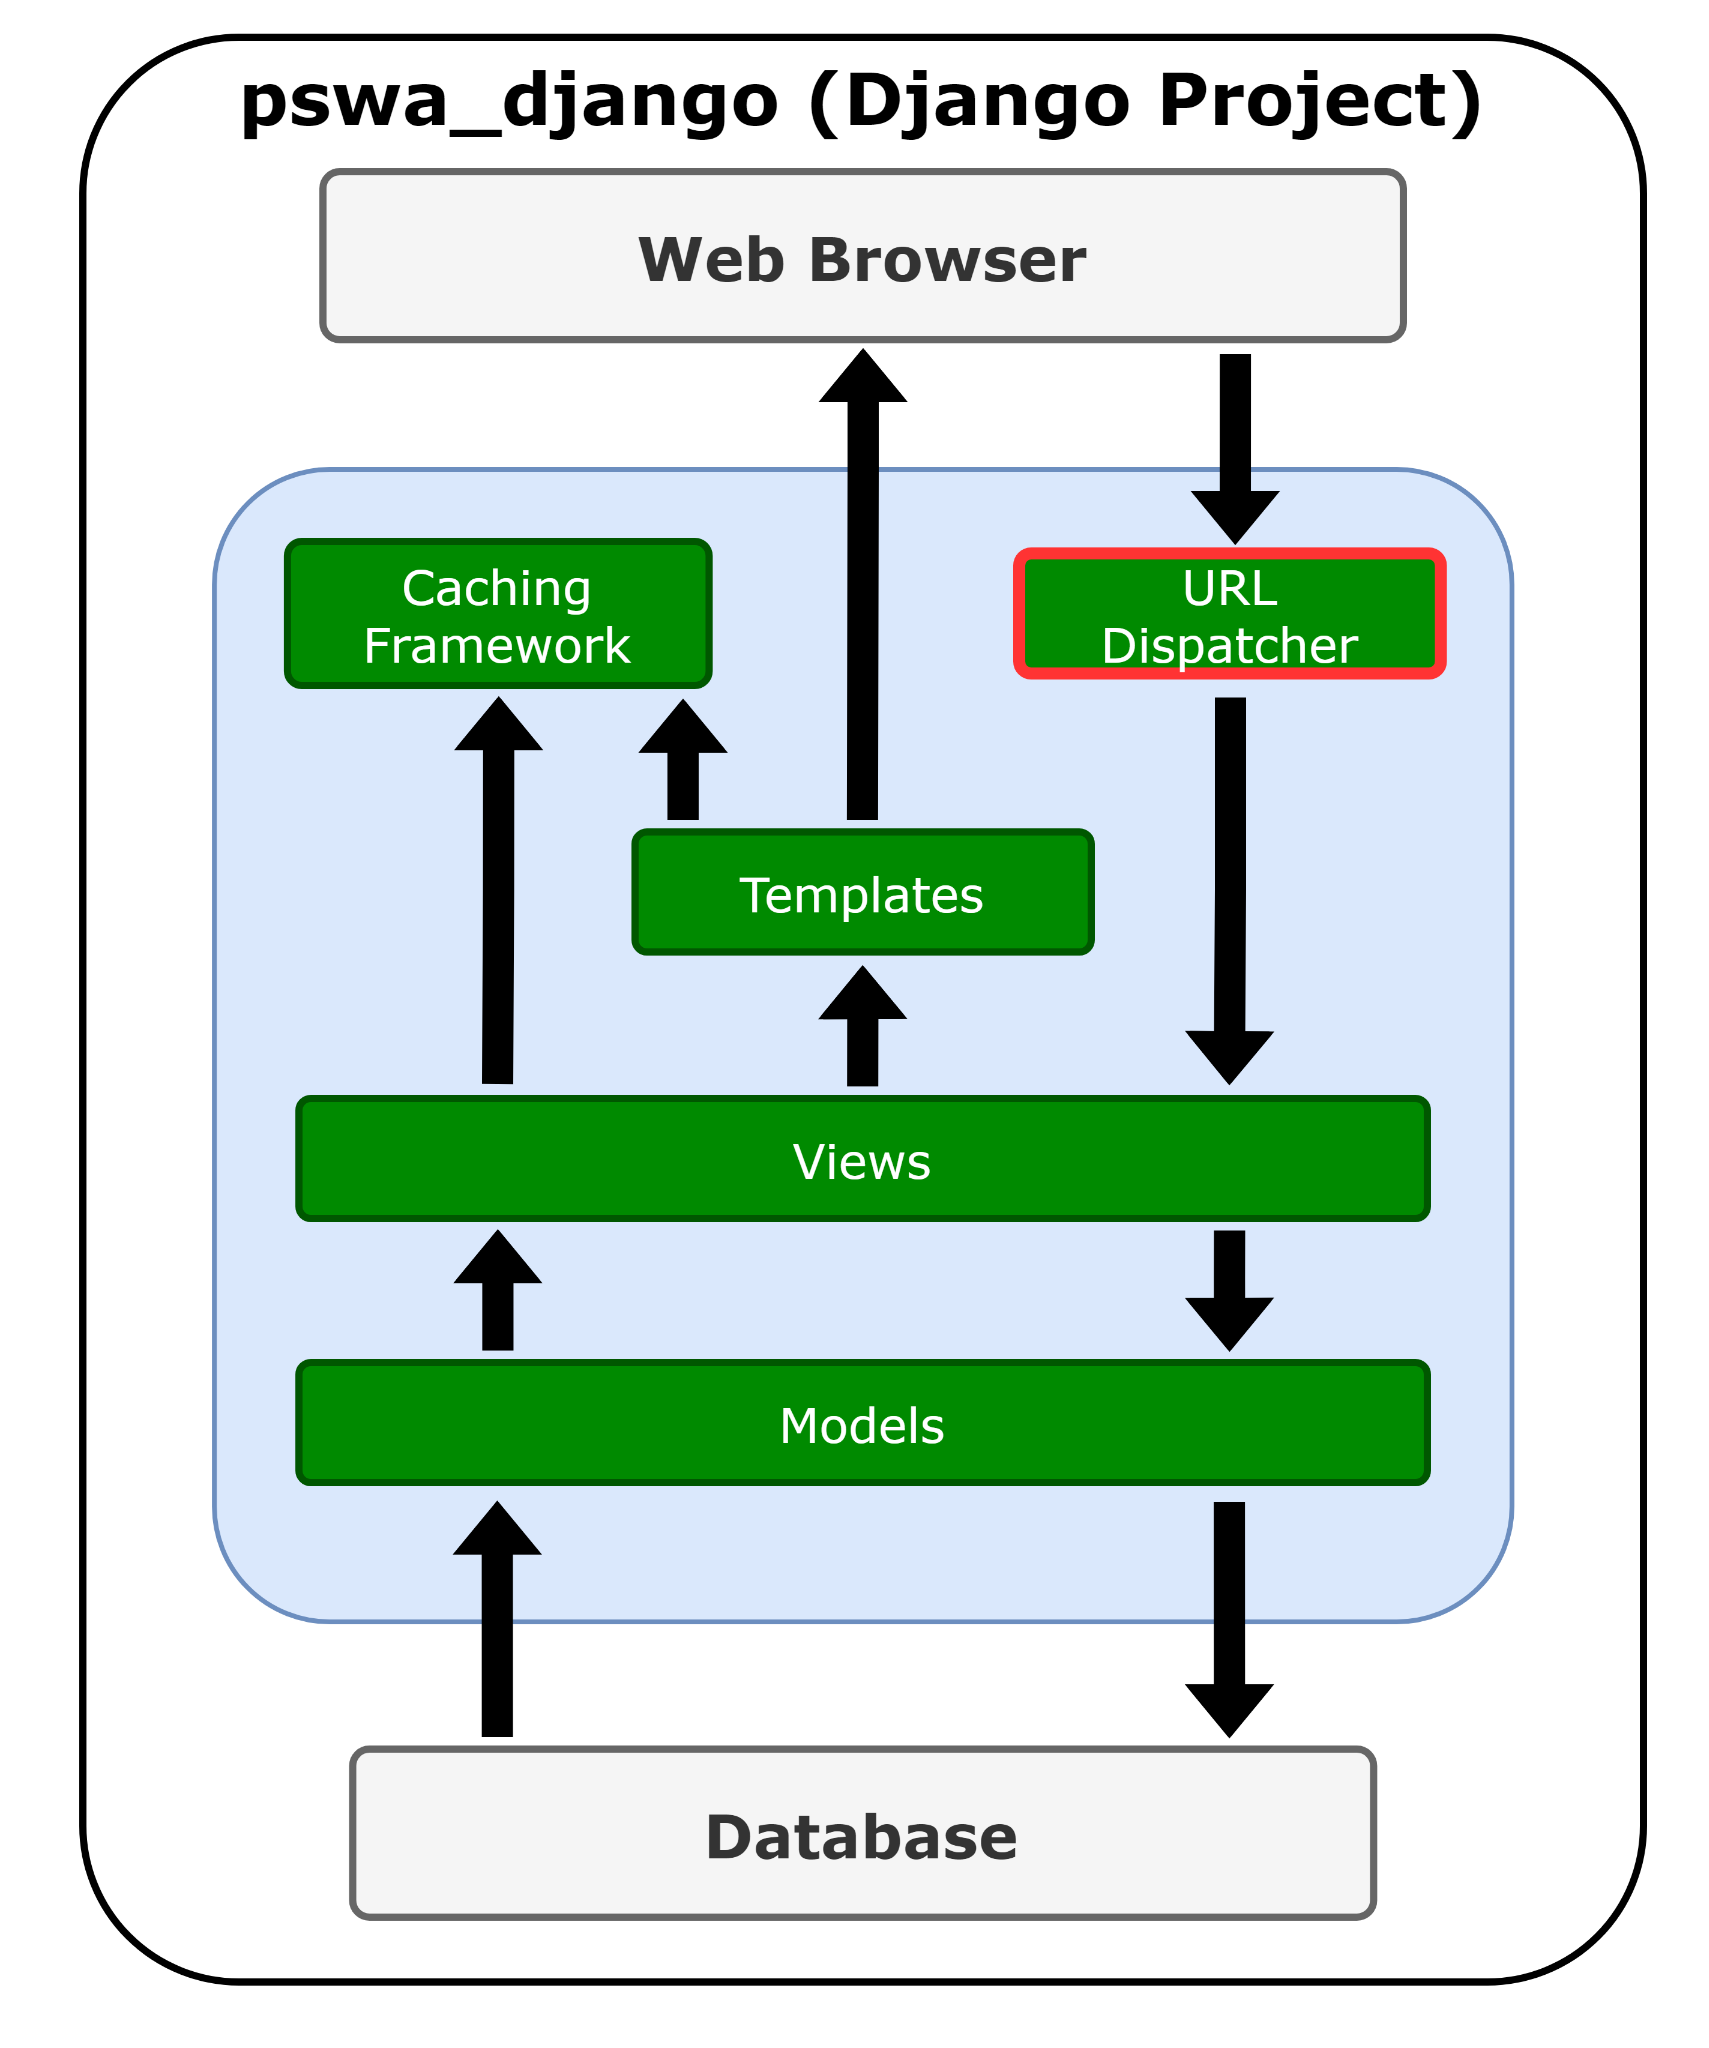 pswa_django (Django Project)
Web Browser
Caching
Framework
URL
Dispatcher
Templates
Views
Models
Database